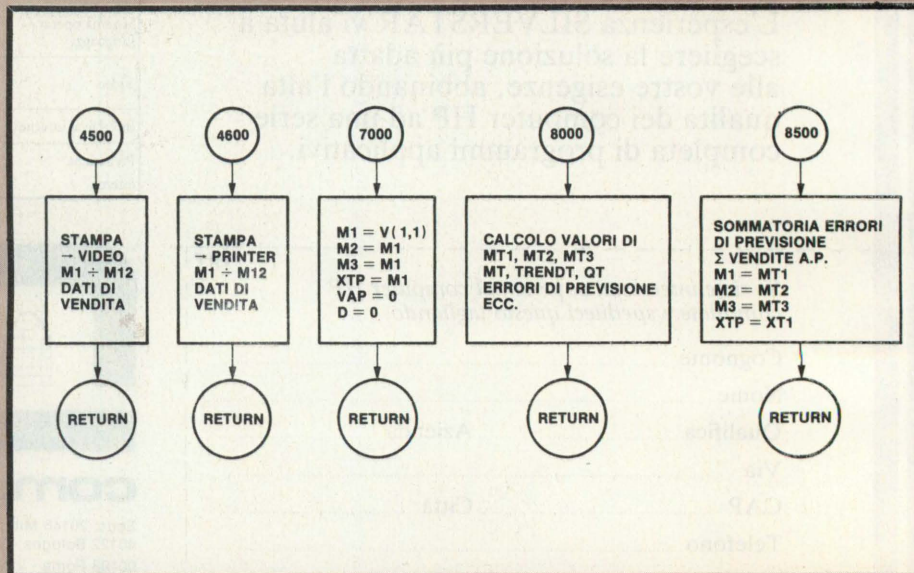 4500
STAMPA
→ VIDEO
M1 ÷ M12
DATI DI
VENDITA
RETURN
4600
STAMPA
→ PRINTER
M1 ÷ M12
DATI DI
VENDITA
RETURN
7000
M1 = V(1,1)
M2 = M1
M3 = M1
XTP = M1
VAP = 0
D = 0
RETURN
8000
CALCOLO VALORI DI
MT1, MT2, MT3
MT, TRENDT, QT
ERRORI DI PREVISIONE
ECC.
RETURN
8500
SOMMATORIA ERRORI
DI PREVISIONE
Σ VENDITE A.P.
M1 = MT1
M2 = MT2
M3 = MT3
XTP = XT1
RETURN
L'esperienza SILVERSTAR vi aiuta a
scegliere la soluzione più adatta
alle vostre esigenze, abbinando l'alta
qualità dei computer HP ad una serie
completa di programmi applicativi.
Cognome
Nome
Qualifica Azienda
Via
CAP Città
Telefono